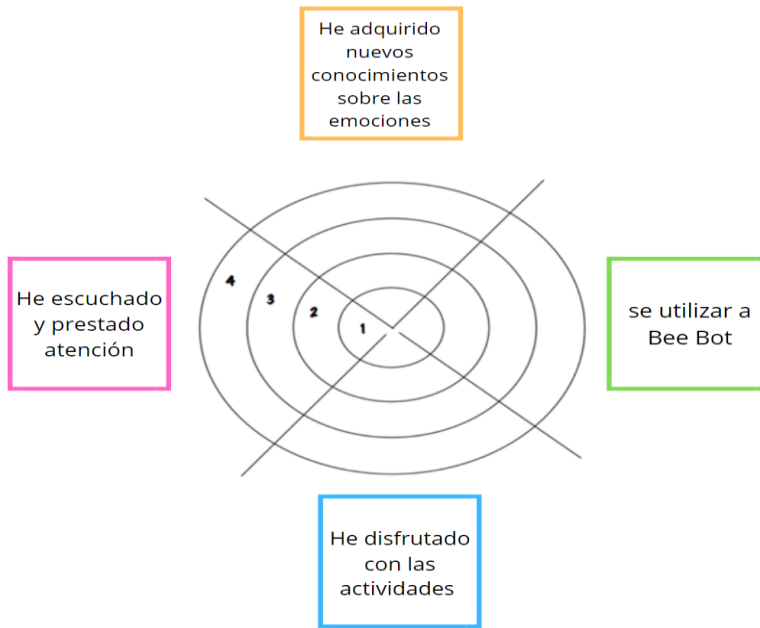 He adquirido
nuevos
conocimientos
sobre las
emociones
4
3
2
1
He escuchado
y prestado
atención
se utilizar a
Bee Bot
He disfrutado
con las
actividades